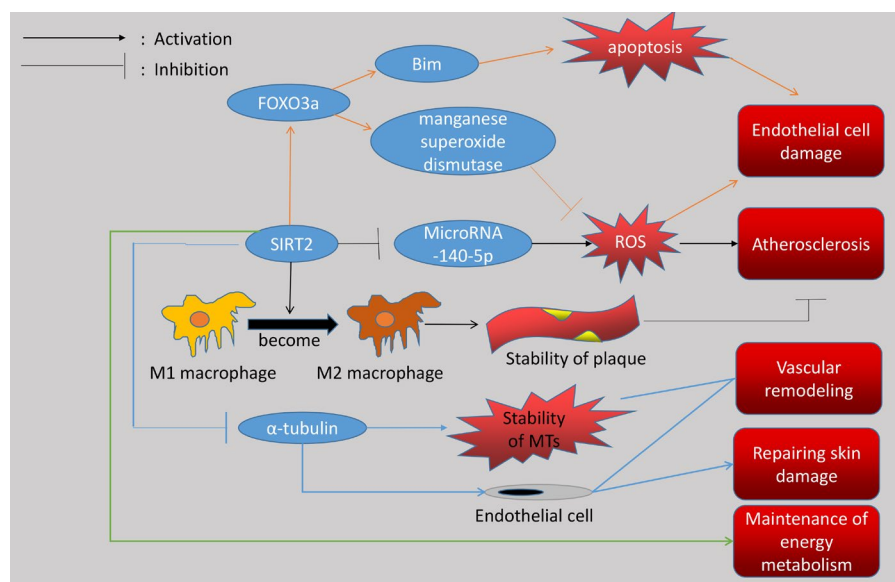 : Activation
: Inhibition
Bim
apoptosis
FOXO3a
manganese
superoxide
dismutase
Endothelial cell
damage
SIRT2
MicroRNA
-140-5p
ROS
Atherosclerosis
become
M1 macrophage
M2 macrophage
Stability of plaque
Vascular
remodeling
α-tubulin
Stability
of MTs
Repairing skin
damage
Endothelial cell
Maintenance of
energy
metabolism